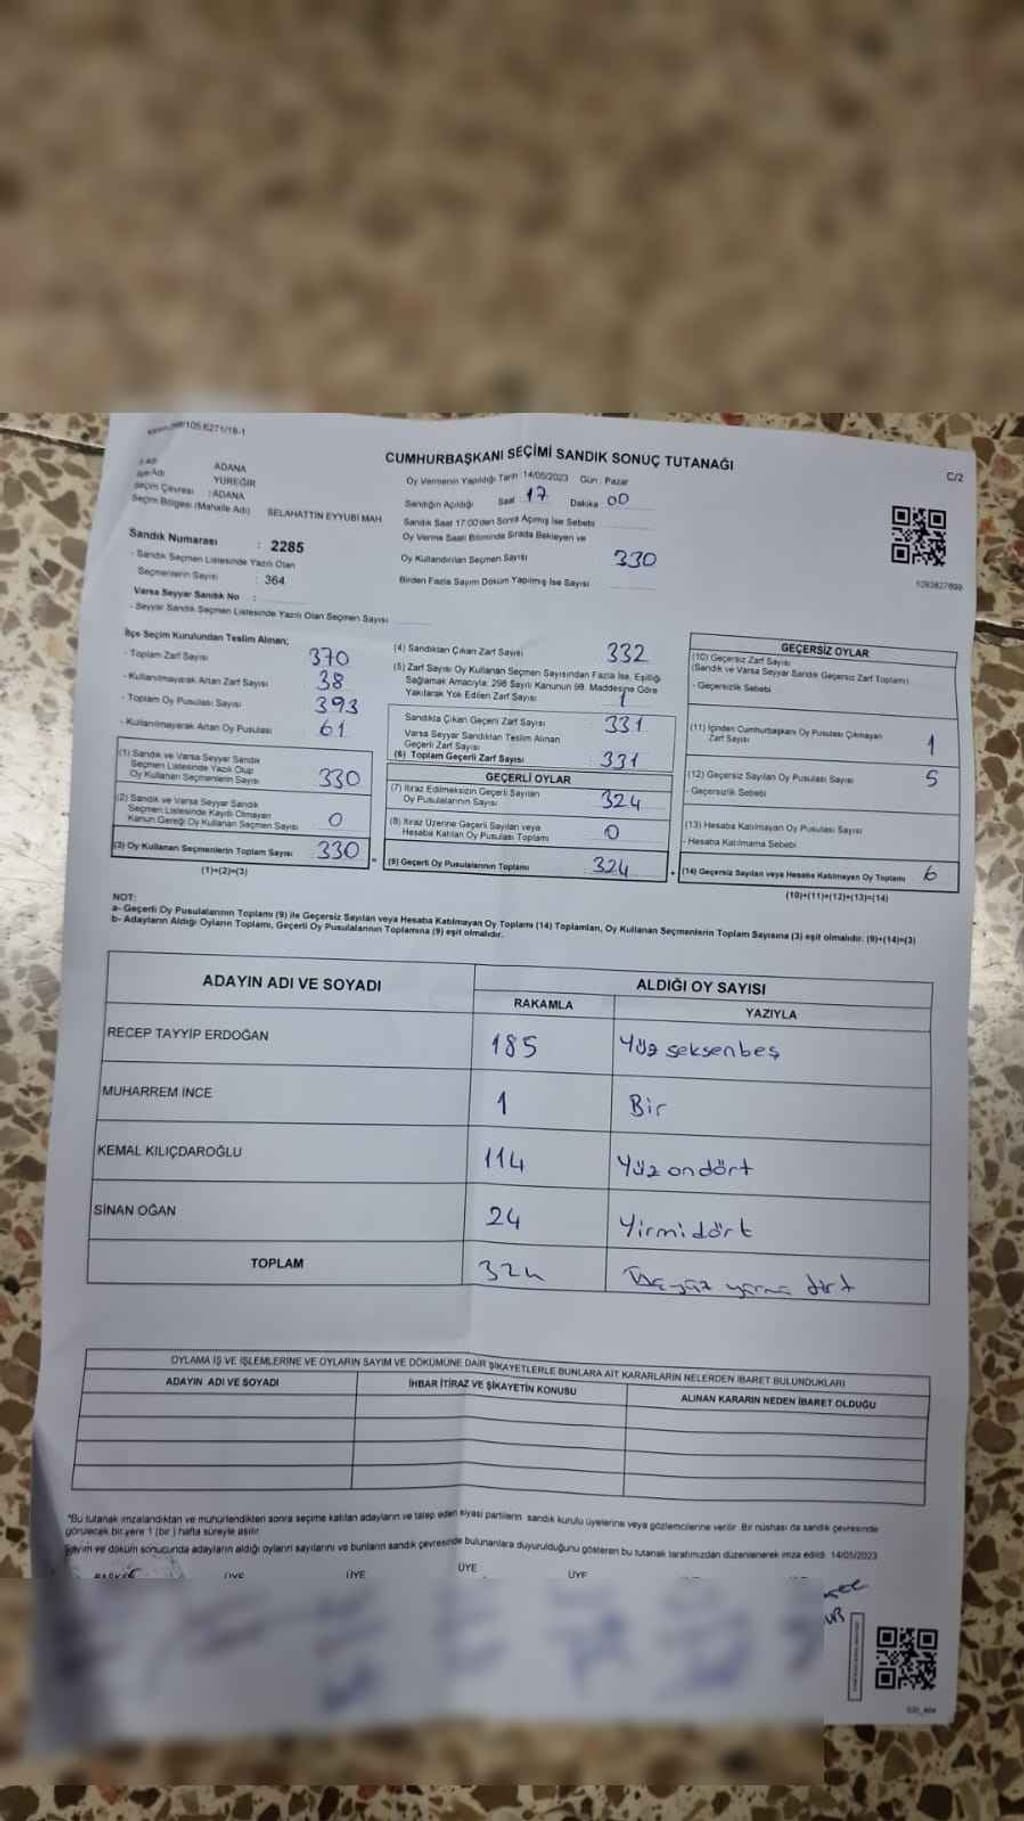 CUMHURBAŞKANI SEÇİMİ SANDIK SONUÇ TUTANAĞI
C/2
İlçe Adı YÜREĞİR
ADANA
Seçim Çevresi : ADANA
Seçim Bölgesi (Mahalle Adı) SELAHATTİN EYYUBİ MAH
Sandık Numarası : 2285
- Sandık Seçmen Listesinde Yazılı Olan
Seçmenlerin Sayısı : 364
Varsa Seyyar Sandık No :
- Seyyar Sandık Seçmen Listesinde Yazılı Olan Seçmen Sayısı
Oy Vermenin Yapıldığı Tarih :14/05/2023 Gün : Pazar
Sandığın Açıldığı Saat 17 Dakika 00
Sandık Saat 17:00'den Sonra Açılmış İse Sebebi
Oy Verme Saati Bitiminde Sırada Bekleyen ve
Oy Kullandırılan Seçmen Sayısı 330
Birden Fazla Sayım Döküm Yapılmış İse Sayısı
İlçe Seçim Kurulundan Teslim Alınan;
- Toplam Zarf Sayısı 370
- Kullanılmayarak Artan Zarf Sayısı 38
- Toplam Oy Pusulası Sayısı 393
- Kullanılmayarak Artan Oy Pusulası 61
(1) Sandık ve Varsa Seyyar Sandık
Seçmen Listesinde Yazılı Olup
Oy Kullanan Seçmenlerin Sayısı 330
(2) Sandık ve Varsa Seyyar Sandık
Seçmen Listesinde Kayıtlı Olmayan
Kanun Gereği Oy Kullanan Seçmen Sayısı 0
(3) Oy Kullanan Seçmenlerin Toplam Sayısı 330
(1)+(2)=(3)
(4) Sandıktan Çıkan Zarf Sayısı 332
(5) Zarf Sayısı Oy Kullanan Seçmen Sayısından Fazla İse, Eşitliği
Sağlamak Amacıyla, 298 Sayılı Kanunun 98. Maddesine Göre
Yakılarak Yok Edilen Zarf Sayısı 1
Sandıkta Çıkan Geçerli Zarf Sayısı 331
Varsa Seyyar Sandıktan Teslim Alınan
Geçerli Zarf Sayısı
(6) Toplam Geçerli Zarf Sayısı 331
GEÇERLİ OYLAR
(7) İtiraz Edilmeksizin Geçerli Sayılan
Oy Pusulalarının Sayısı 324
(8) İtiraz Üzerine Geçerli Sayılan veya
Hesaba Katılan Oy Pusulası Toplamı 0
(9) Geçerli Oy Pusulalarının Toplamı 324
GEÇERSİZ OYLAR
(10) Geçersiz Zarf Sayısı
(Sandık ve Varsa Seyyar Sandık Geçersiz Zarf Toplamı)
- Geçersizlik Sebebi
(11) İçinden Cumhurbaşkanı Oy Pusulası Çıkmayan
Zarf Sayısı 1
(12) Geçersiz Sayılan Oy Pusulası Sayısı 5
- Geçersizlik Sebebi
(13) Hesaba Katılmayan Oy Pusulası Sayısı
- Hesaba Katılmama Sebebi
(14) Geçersiz Sayılan veya Hesaba Katılmayan Oy Toplamı 6
(10)+(11)+(12)+(13)=(14)
NOT:
a- Geçerli Oy Pusulalarının Toplamı (9) ile Geçersiz Sayılan veya Hesaba Katılmayan Oy Toplamı (14) Toplamları, Oy Kullanan Seçmenlerin Toplam Sayısına (3) eşit olmalıdır. (9)+(14)=(3)
b- Adayların Aldığı Oyların Toplamı, Geçerli Oy Pusulalarının Toplamına (9) eşit olmalıdır.
ADAYIN ADI VE SOYADI ALDIĞI OY SAYISI
RAKAMLA YAZIYLA
RECEP TAYYİP ERDOĞAN 185 Yüz seksenbeş
MUHARREM İNCE 1 Bir
KEMAL KILIÇDAROĞLU 114 Yüz ondört
SİNAN OĞAN 24 Yirmidört
TOPLAM 324
OYLAMA İŞ VE İŞLEMLERİNE VE OYLARIN SAYIM VE DÖKÜMÜNE DAİR ŞİKAYETLERLE BUNLARA AİT KARARLARIN NELERDEN İBARET BULUNDUKLARI
ADAYIN ADI VE SOYADI İHBAR İTİRAZ VE ŞİKAYETİN KONUSU ALINAN KARARIN NEDEN İBARET OLDUĞU
"Bu tutanak imzalandıktan ve mühürlendikten sonra seçime katılan adayların ve talep eden siyasi partilerin sandık kurulu üyelerine veya gözlemcilerine verilir. Bir nüshası da sandık çevresinde
görülecek bir yere 1 (bir) hafta süreyle asılır.
Sayım ve döküm sonucunda adayların aldığı oyların sayılarını ve bunların sandık çevresinde bulunanlara duyurulduğunu gösteren bu tutanak tarafımızdan düzenlenerek imza edildi. 14/05/2023
BAŞKAN ÜYE ÜYE ÜYE ÜYE